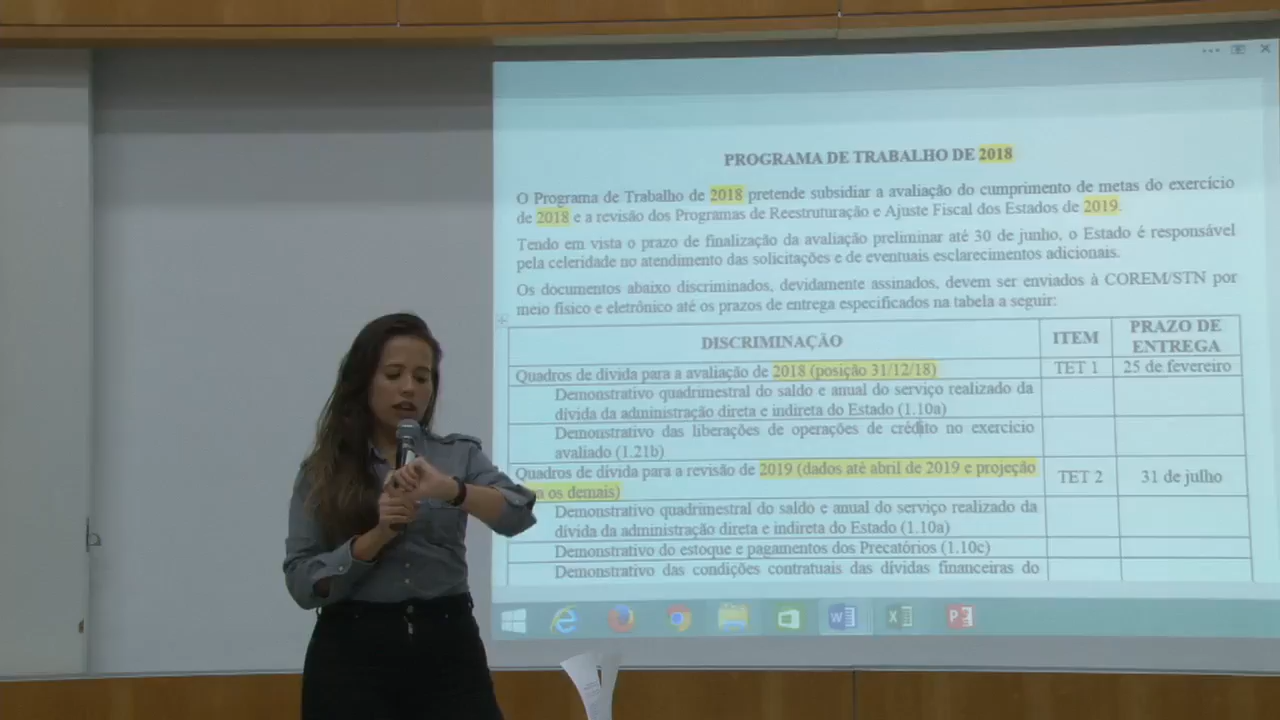 PROGRAMA DE TRABALHO DE 2018
O Programa de Trabalho de 2018 pretende subsidiar a avaliação do cumprimento de metas do exercício
de 2018 e a revisão dos Programas de Reestruturação e Ajuste Fiscal dos Estados de 2019.
Tendo em vista o prazo de finalização da avaliação preliminar até 30 de junho, o Estado é responsável
pela celeridade no atendimento das solicitações e de eventuais esclarecimentos adicionais.
Os documentos abaixo discriminados, devidamente assinados, devem ser enviados à COREM/STN por
meio físico e eletrônico até os prazos de entrega especificados na tabela a seguir:
DISCRIMINAÇÃO ITEM PRAZO DE
ENTREGA
Quadros de dívida para a avaliação de 2018 (posição 31/12/18) TET 1 25 de fevereiro
Demonstrativo quadrimestral do saldo e anual do serviço realizado da
dívida da administração direta e indireta do Estado (1.10a)
Demonstrativo das liberações de operações de crédito no exercício
avaliado (1.21b)
Quadros de dívida para a revisão de 2019 (dados até abril de 2019 e projeção
os demais) TET 2 31 de julho
Demonstrativo quadrimestral do saldo e anual do serviço realizado da
dívida da administração direta e indireta do Estado (1.10a)
Demonstrativo do estoque e pagamentos dos Precatórios (1.10c)
Demonstrativo das condições contratuais das dívidas financeiras do